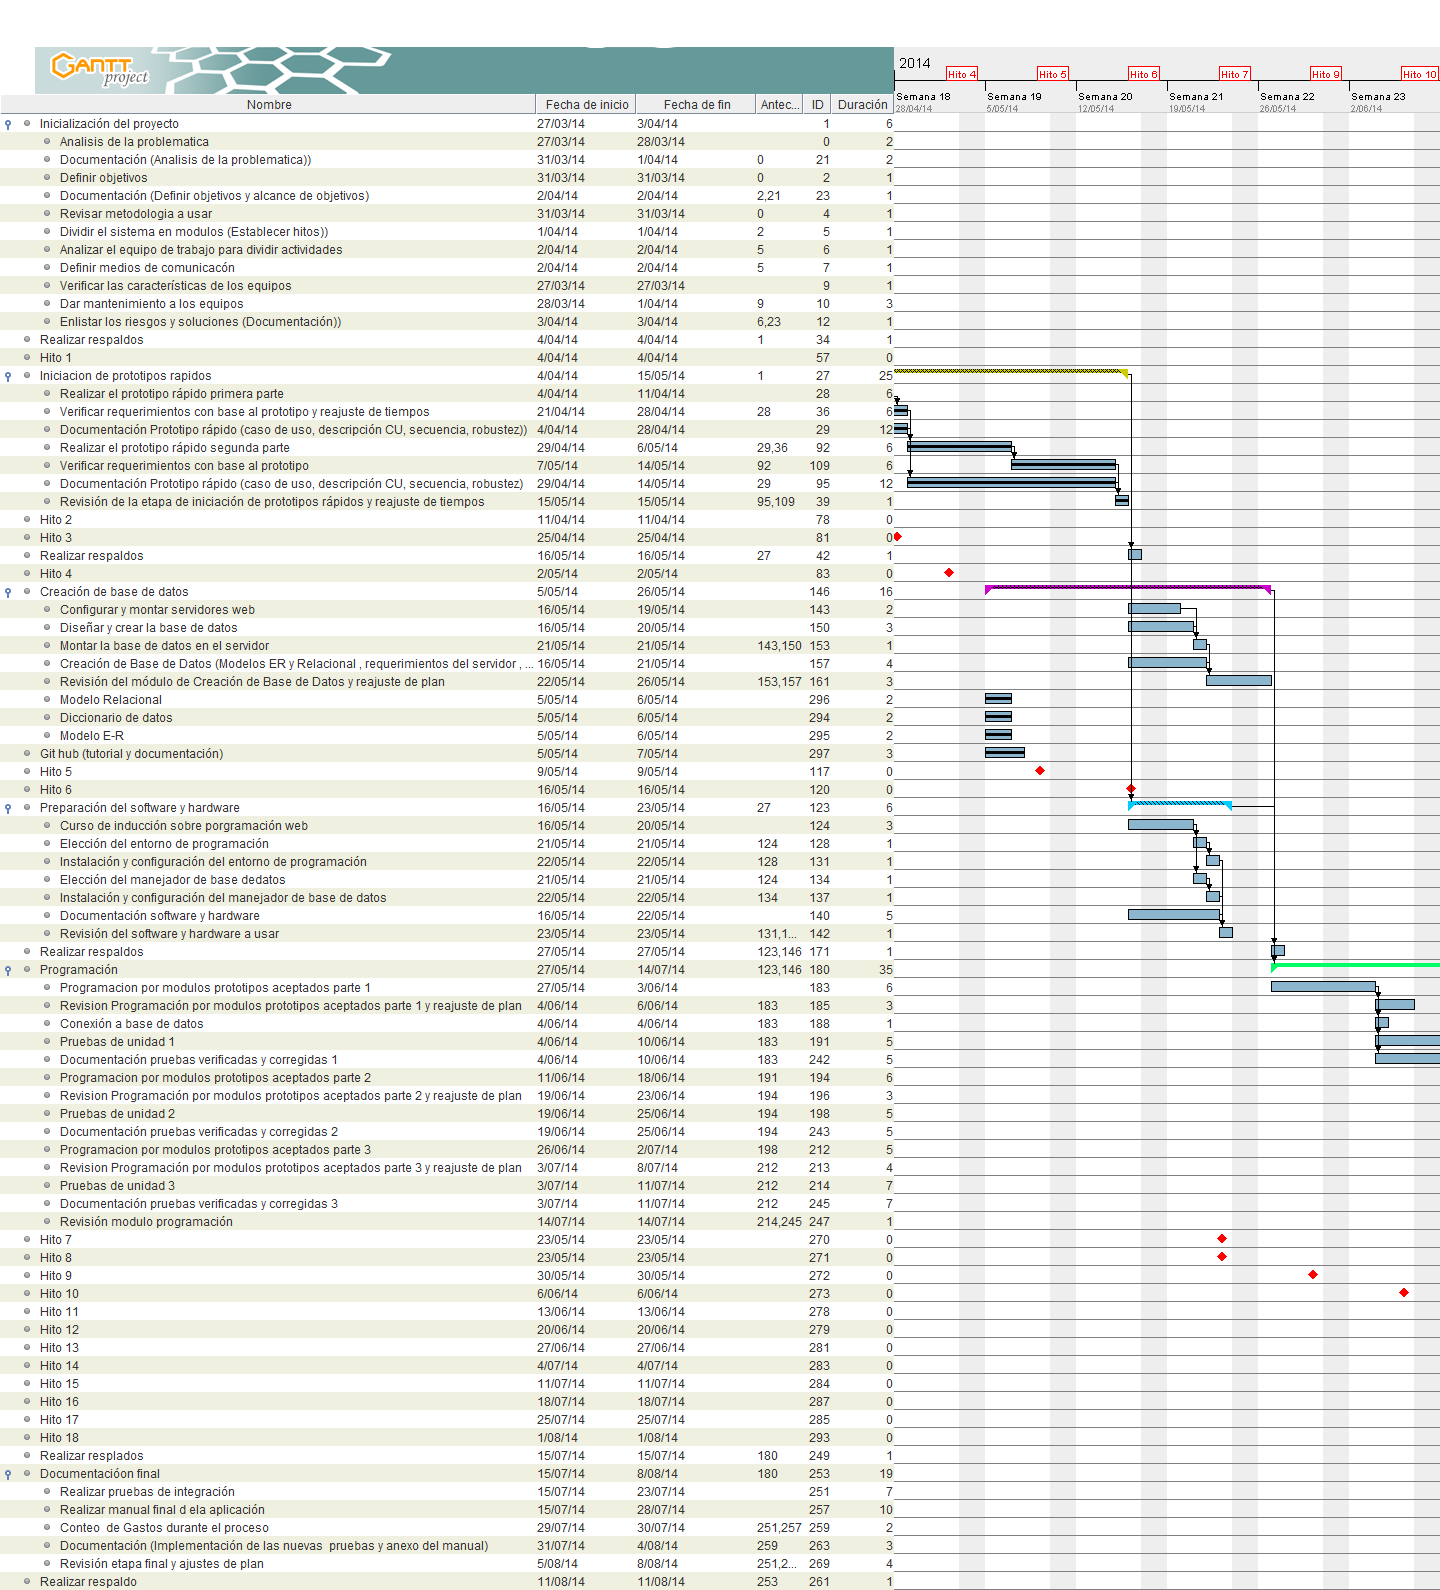 GANTT
project
2014
Hito 4 Hito 5 Hito 6 Hito 7 Hito 9 Hito 10
Semana 18 Semana 19 Semana 20 Semana 21 Semana 22 Semana 23
28/04/14 5/05/14 12/05/14 19/05/14 26/05/14 2/06/14
Nombre Fecha de inicio Fecha de fin Antec... ID Duración
Inicialización del proyecto 27/03/14 3/04/14 1 6
Analisis de la problematica 27/03/14 28/03/14 0 2
Documentación (Analisis de la problematica)) 31/03/14 1/04/14 0 21 2
Definir objetivos 31/03/14 31/03/14 0 2 1
Documentación (Definir objetivos y alcance de objetivos) 2/04/14 2/04/14 2,21 23 1
Revisar metodologia a usar 31/03/14 31/03/14 0 4 1
Dividir el sistema en modulos (Establecer hitos)) 1/04/14 1/04/14 2 5 1
Analizar el equipo de trabajo para dividir actividades 2/04/14 2/04/14 5 6 1
Definir medios de comunicacón 2/04/14 2/04/14 5 7 1
Verificar las características de los equipos 27/03/14 27/03/14 9 1
Dar mantenimiento a los equipos 28/03/14 1/04/14 9 10 3
Enlistar los riesgos y soluciones (Documentación)) 3/04/14 3/04/14 6,23 12 1
Realizar respaldos 4/04/14 4/04/14 1 34 1
Hito 1 4/04/14 4/04/14 57 0
Iniciacion de prototipos rapidos 4/04/14 15/05/14 1 27 25
Realizar el prototipo rápido primera parte 4/04/14 11/04/14 28 6
Verificar requerimientos con base al prototipo y reajuste de tiempos 21/04/14 28/04/14 28 36 6
Documentación Prototipo rápido (caso de uso, descripción CU, secuencia, robustez)) 4/04/14 28/04/14 29 12
Realizar el prototipo rápido segunda parte 29/04/14 6/05/14 29,36 92 6
Verificar requerimientos con base al prototipo 7/05/14 14/05/14 92 109 6
Documentación Prototipo rápido (caso de uso, descripción CU, secuencia, robustez) 29/04/14 14/05/14 29 95 12
Revisión de la etapa de iniciación de prototipos rápidos y reajuste de tiempos 15/05/14 15/05/14 95,109 39 1
Hito 2 11/04/14 11/04/14 78 0
Hito 3 25/04/14 25/04/14 81 0
Realizar respaldos 16/05/14 16/05/14 27 42 1
Hito 4 2/05/14 2/05/14 83 0
Creación de base de datos 5/05/14 26/05/14 146 16
Configurar y montar servidores web 16/05/14 19/05/14 143 2
Diseñar y crear la base de datos 16/05/14 20/05/14 150 3
Montar la base de datos en el servidor 21/05/14 21/05/14 143,150 153 1
Creación de Base de Datos (Modelos ER y Relacional , requerimientos del servidor , ... 16/05/14 21/05/14 157 4
Revisión del módulo de Creación de Base de Datos y reajuste de plan 22/05/14 26/05/14 153,157 161 3
Modelo Relacional 5/05/14 6/05/14 296 2
Diccionario de datos 5/05/14 6/05/14 294 2
Modelo E-R 5/05/14 6/05/14 295 2
Git hub (tutorial y documentación) 5/05/14 7/05/14 297 3
Hito 5 9/05/14 9/05/14 117 0
Hito 6 16/05/14 16/05/14 120 0
Preparación del software y hardware 16/05/14 23/05/14 27 123 6
Curso de inducción sobre porgramación web 16/05/14 20/05/14 124 3
Elección del entorno de programación 21/05/14 21/05/14 124 128 1
Instalación y configuración del entorno de programación 22/05/14 22/05/14 128 131 1
Elección del manejador de base dedatos 21/05/14 21/05/14 124 134 1
Instalación y configuración del manejador de base de datos 22/05/14 22/05/14 134 137 1
Documentación software y hardware 16/05/14 22/05/14 140 5
Revisión del software y hardware a usar 23/05/14 23/05/14 131,1... 142 1
Realizar respaldos 27/05/14 27/05/14 123,146 171 1
Programación 27/05/14 14/07/14 123,146 180 35
Programacion por modulos prototipos aceptados parte 1 27/05/14 3/06/14 183 6
Revision Programación por modulos prototipos aceptados parte 1 y reajuste de plan 4/06/14 6/06/14 183 185 3
Conexión a base de datos 4/06/14 4/06/14 183 188 1
Pruebas de unidad 1 4/06/14 10/06/14 183 191 5
Documentación pruebas verificadas y corregidas 1 4/06/14 10/06/14 183 242 5
Programacion por modulos prototipos aceptados parte 2 11/06/14 18/06/14 191 194 6
Revision Programación por modulos prototipos aceptados parte 2 y reajuste de plan 19/06/14 23/06/14 194 196 3
Pruebas de unidad 2 19/06/14 25/06/14 194 198 5
Documentación pruebas verificadas y corregidas 2 19/06/14 25/06/14 194 243 5
Programacion por modulos prototipos aceptados parte 3 26/06/14 2/07/14 198 212 5
Revision Programación por modulos prototipos aceptados parte 3 y reajuste de plan 3/07/14 8/07/14 212 213 4
Pruebas de unidad 3 3/07/14 11/07/14 212 214 7
Documentación pruebas verificadas y corregidas 3 3/07/14 11/07/14 212 245 7
Revisión modulo programación 14/07/14 14/07/14 214,245 247 1
Hito 7 23/05/14 23/05/14 270 0
Hito 8 23/05/14 23/05/14 271 0
Hito 9 30/05/14 30/05/14 272 0
Hito 10 6/06/14 6/06/14 273 0
Hito 11 13/06/14 13/06/14 278 0
Hito 12 20/06/14 20/06/14 279 0
Hito 13 27/06/14 27/06/14 281 0
Hito 14 4/07/14 4/07/14 283 0
Hito 15 11/07/14 11/07/14 284 0
Hito 16 18/07/14 18/07/14 287 0
Hito 17 25/07/14 25/07/14 285 0
Hito 18 1/08/14 1/08/14 293 0
Realizar resplados 15/07/14 15/07/14 180 249 1
Documentacióon final 15/07/14 8/08/14 180 253 19
Realizar pruebas de integración 15/07/14 23/07/14 251 7
Realizar manual final d ela aplicación 15/07/14 28/07/14 257 10
Conteo de Gastos durante el proceso 29/07/14 30/07/14 251,257 259 2
Documentación (Implementación de las nuevas pruebas y anexo del manual) 31/07/14 4/08/14 259 263 3
Revisión etapa final y ajustes de plan 5/08/14 8/08/14 251,2... 269 4
Realizar respaldo 11/08/14 11/08/14 253 261 1